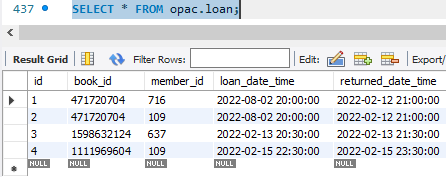 437 SELECT * FROM opac.loan;
Result Grid Filter Rows: Edit: Export/
id book_id member_id loan_date_time returned_date_time
1 471720704 716 2022-08-02 20:00:00 2022-02-12 21:00:00
2 471720704 109 2022-08-02 20:00:00 2022-02-12 21:00:00
3 1598632124 637 2022-02-13 20:30:00 2022-02-13 21:30:00
4 1111969604 109 2022-02-15 22:30:00 2022-02-15 23:30:00
NULL NULL NULL NULL NULL